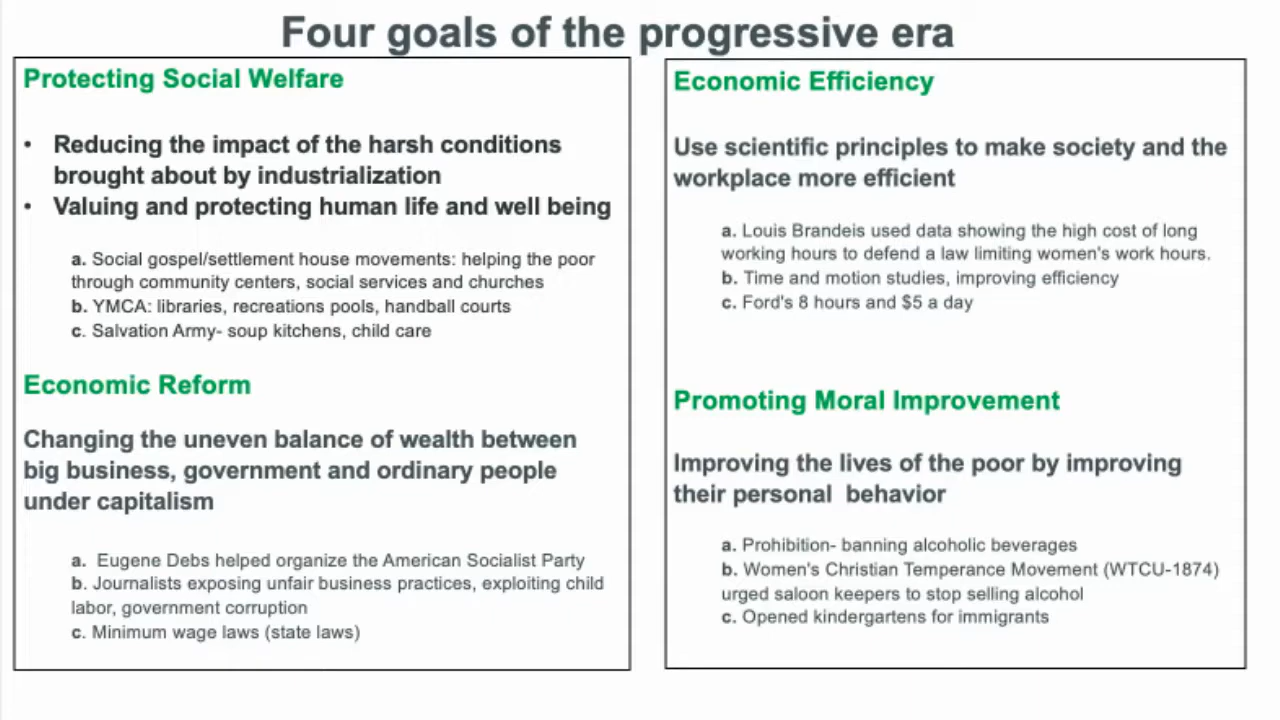 Four goals of the progressive era
Protecting Social Welfare
• Reducing the impact of the harsh conditions
brought about by industrialization
• Valuing and protecting human life and well being
a. Social gospel/settlement house movements: helping the poor
through community centers, social services and churches
b. YMCA: libraries, recreations pools, handball courts
c. Salvation Army- soup kitchens, child care
Economic Reform
Changing the uneven balance of wealth between
big business, government and ordinary people
under capitalism
a. Eugene Debs helped organize the American Socialist Party
b. Journalists exposing unfair business practices, exploiting child
labor, government corruption
c. Minimum wage laws (state laws)
Economic Efficiency
Use scientific principles to make society and the
workplace more efficient
a. Louis Brandeis used data showing the high cost of long
working hours to defend a law limiting women's work hours.
b. Time and motion studies, improving efficiency
c. Ford's 8 hours and $5 a day
Promoting Moral Improvement
Improving the lives of the poor by improving
their personal behavior
a. Prohibition- banning alcoholic beverages
b. Women's Christian Temperance Movement (WTCU-1874)
urged saloon keepers to stop selling alcohol
c. Opened kindergartens for immigrants